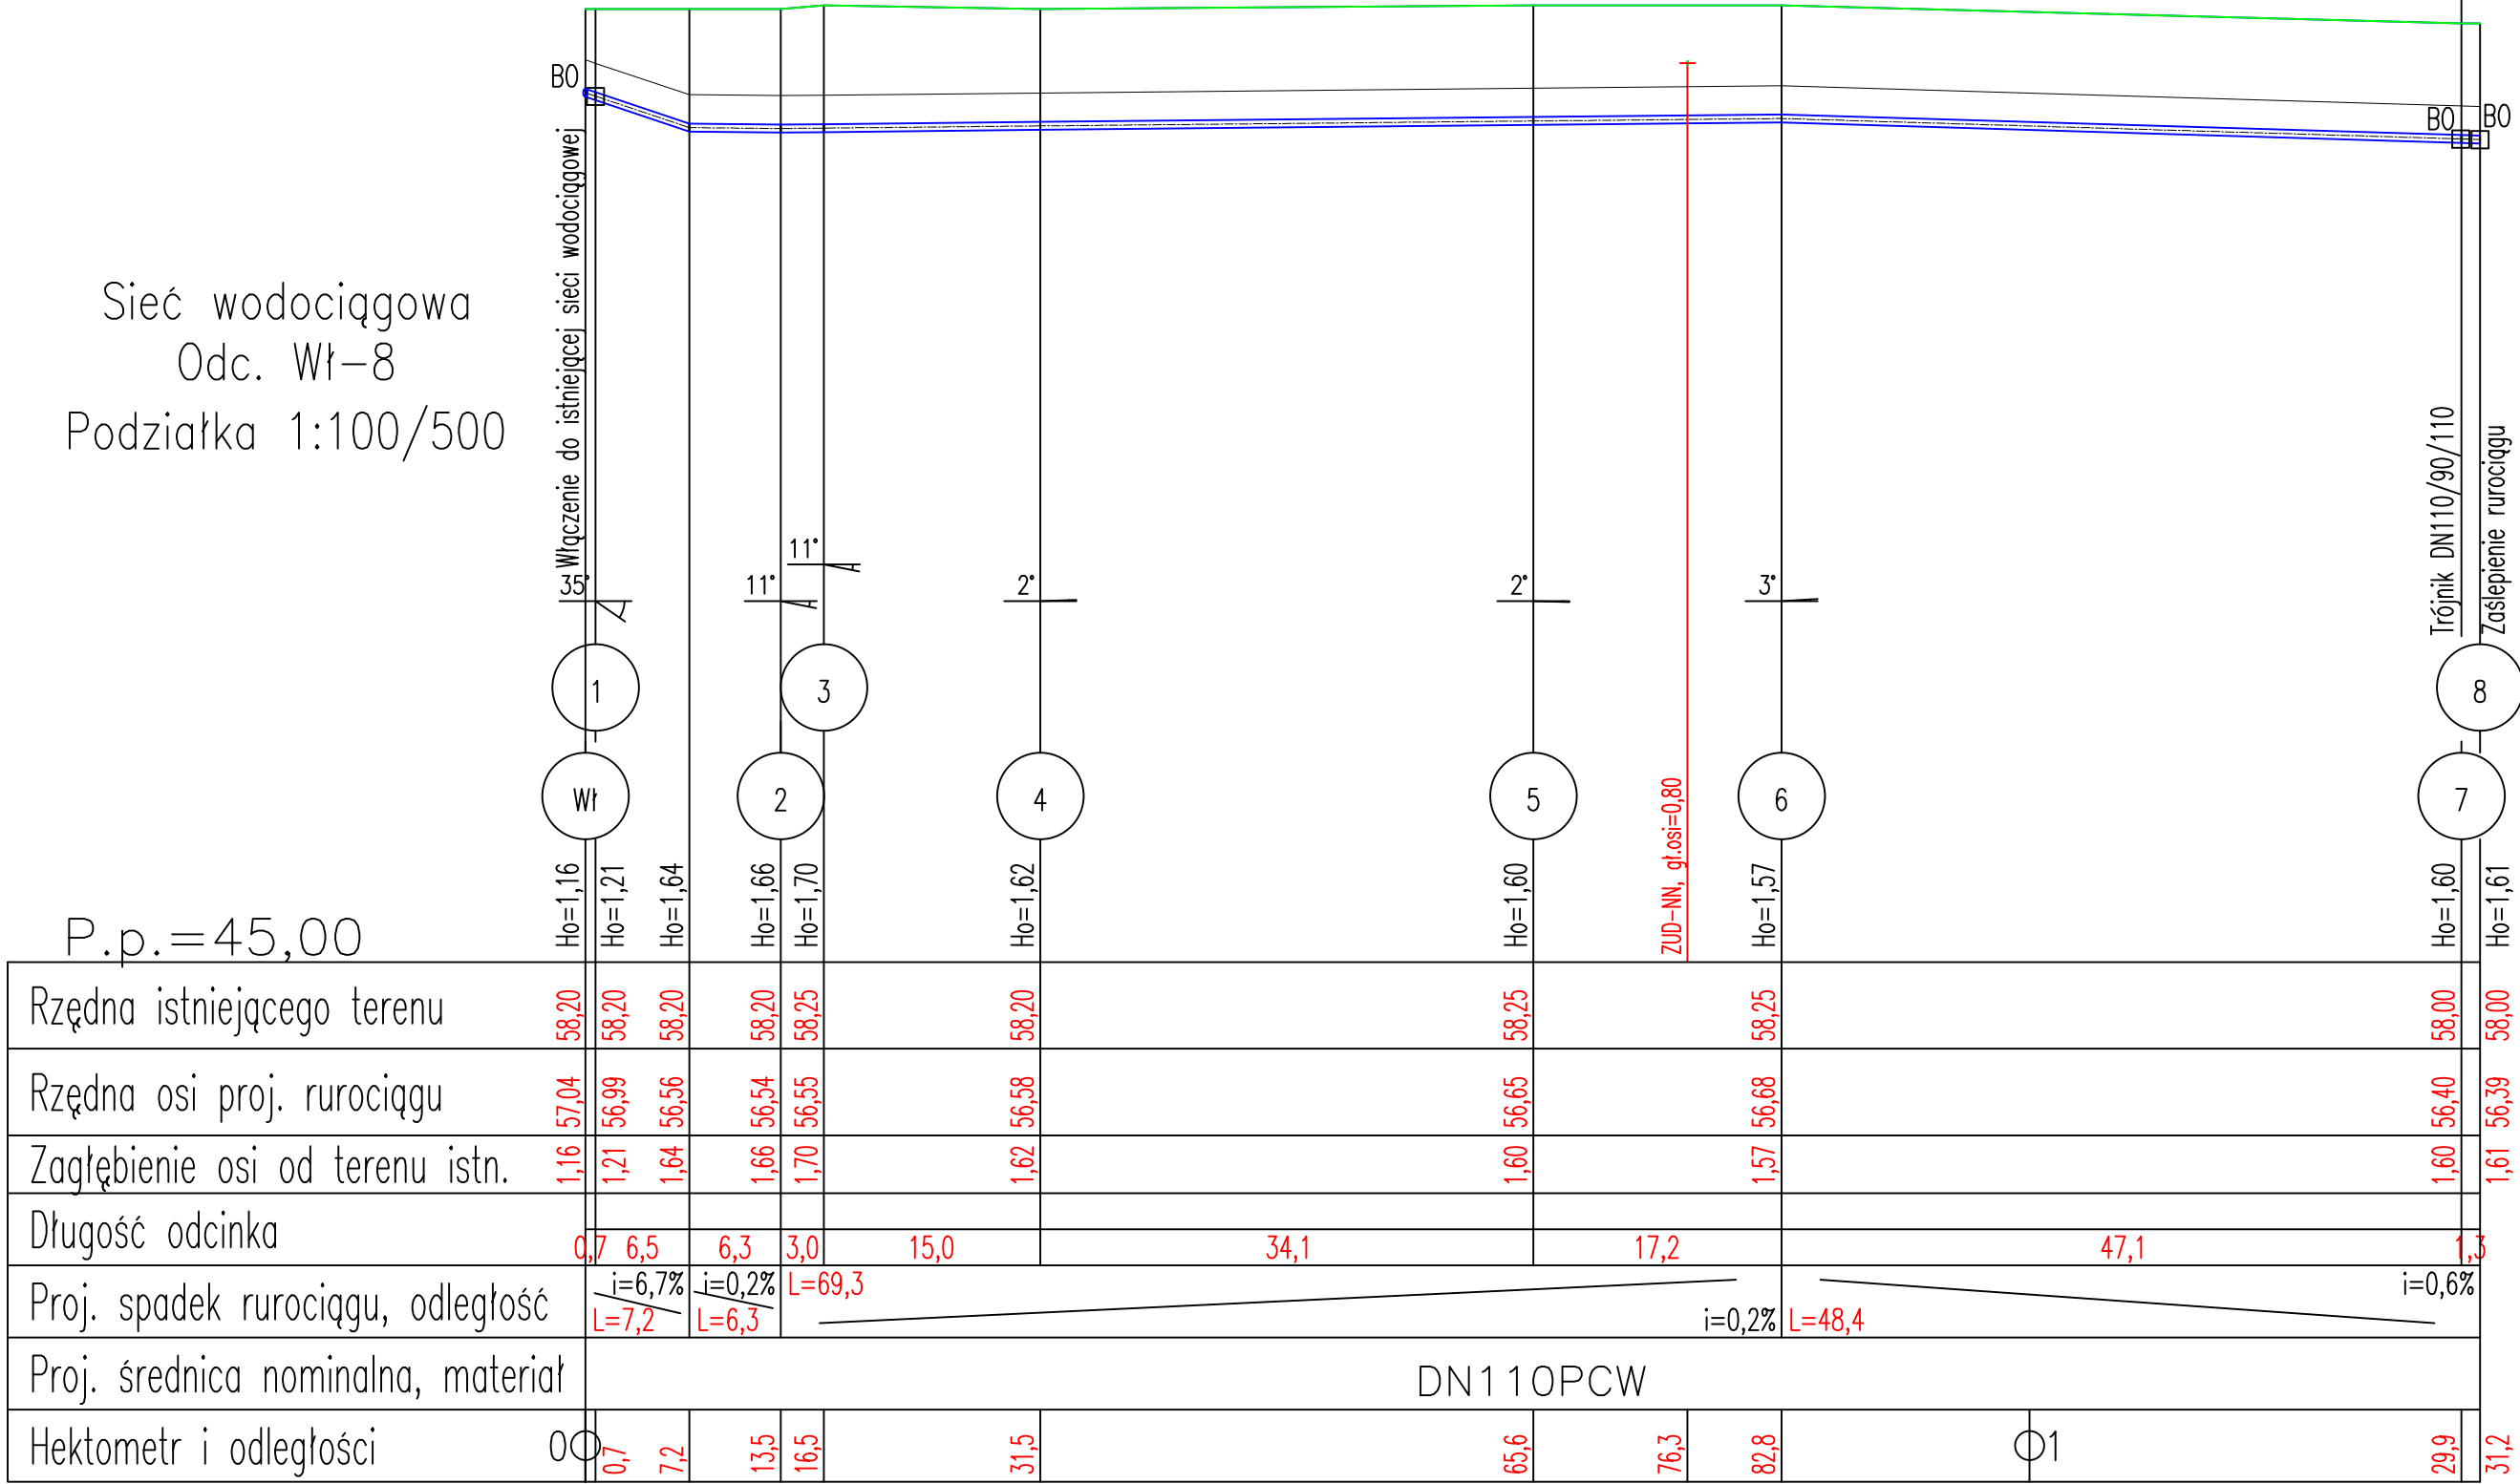 BO
BO
BO
Włączenie do istniejącej sieci wodociągowej
Sieć wodociągowa
Odc. Wł-8
Podziałka 1:100/500
Trójnik DN110/90/110
Zaślepienie rurociągu
35°
11°
11°
2°
2°
3°
1
3
8
Wł
2
4
5
6
7
ZUD-NN, gł.osi=0,80
P.p.=45,00
Ho=1,16
Ho=1,21
Ho=1,64
Ho=1,66
Ho=1,70
Ho=1,62
Ho=1,60
Ho=1,57
Ho=1,60
Ho=1,61
Rzędna istniejącego terenu
58,20 58,20 58,20 58,20 58,25 58,20 58,25 58,25 58,00 58,00
Rzędna osi proj. rurociągu
57,04 56,99 56,56 56,54 56,55 56,58 56,65 56,68 56,40 56,39
Zagłębienie osi od terenu istn.
1,16 1,21 1,64 1,66 1,70 1,62 1,60 1,57 1,60 1,61
Długość odcinka
0,7 6,5 6,3 3,0 15,0 34,1 17,2 47,1 1,3
Proj. spadek rurociągu, odległość
i=6,7% i=0,2% L=69,3 i=0,6%
L=7,2 L=6,3 i=0,2% L=48,4
Proj. średnica nominalna, materiał
DN110PCW
Hektometr i odległości
0 0,7 7,2 13,5 16,5 31,5 65,6 76,3 82,8 1 29,9 31,2